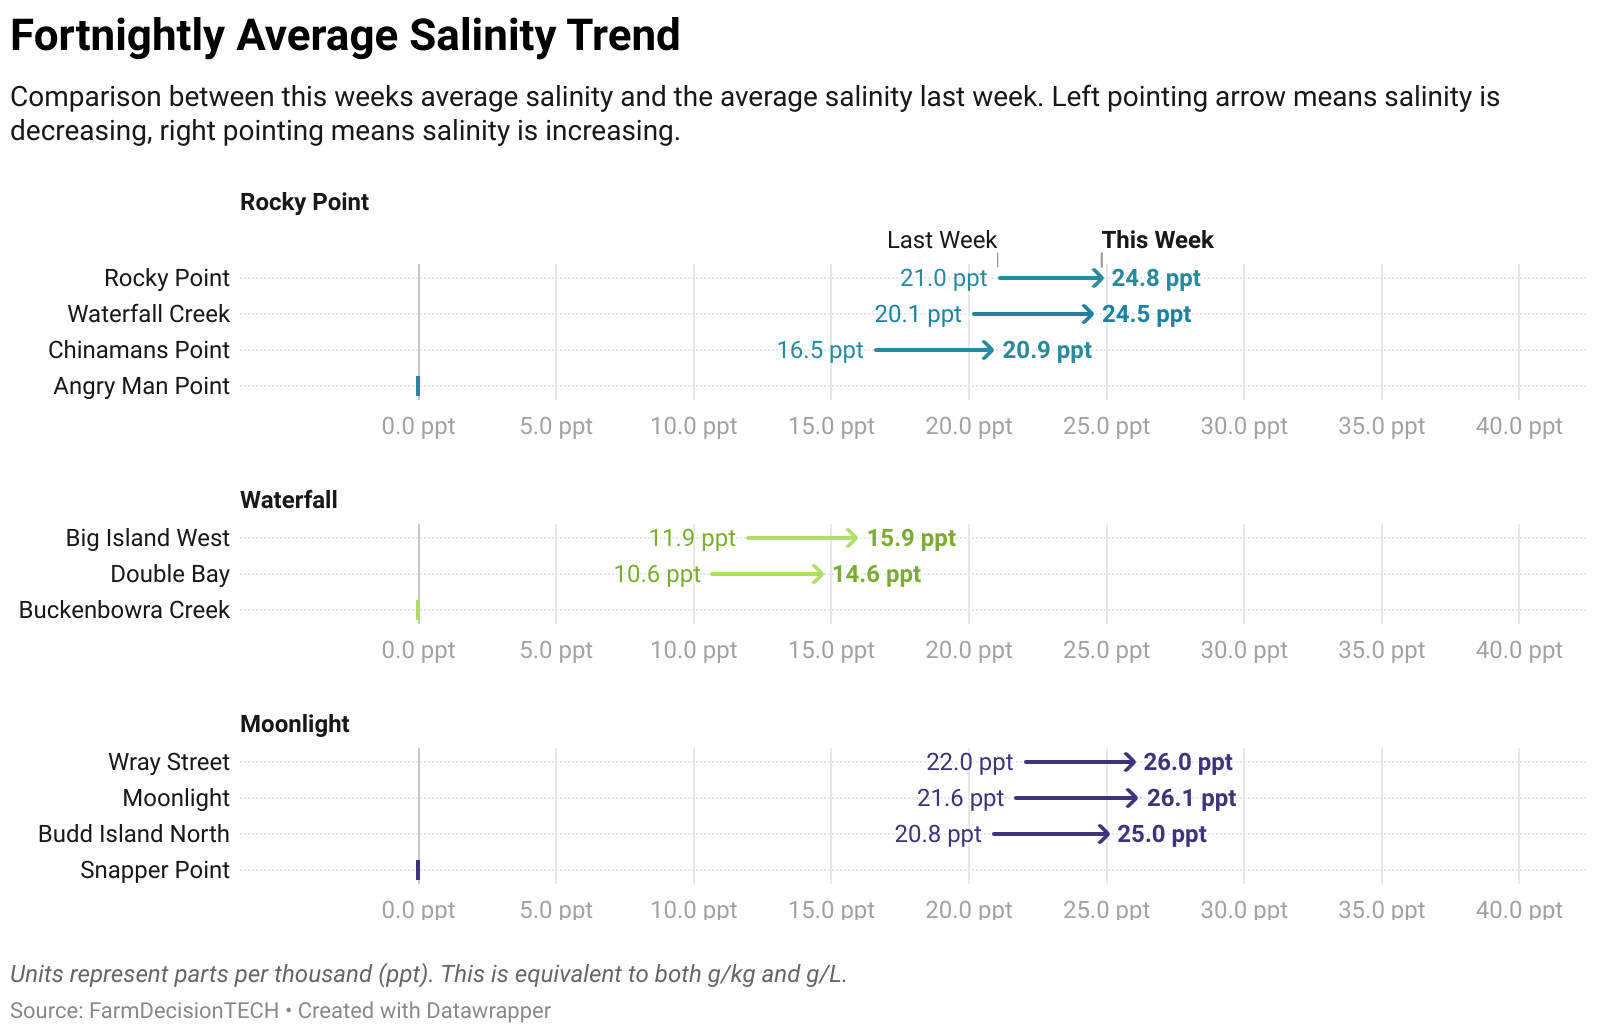 Fortnightly Average Salinity Trend
Comparison between this weeks average salinity and the average salinity last week. Left pointing arrow means salinity is
decreasing, right pointing means salinity is increasing.
Rocky Point
Last Week This Week
Rocky Point 21.0 ppt 24.8 ppt
Waterfall Creek 20.1 ppt 24.5 ppt
Chinamans Point 16.5 ppt 20.9 ppt
Angry Man Point
0.0 ppt 5.0 ppt 10.0 ppt 15.0 ppt 20.0 ppt 25.0 ppt 30.0 ppt 35.0 ppt 40.0 ppt
Waterfall
Big Island West 11.9 ppt 15.9 ppt
Double Bay 10.6 ppt 14.6 ppt
Buckenbowra Creek
0.0 ppt 5.0 ppt 10.0 ppt 15.0 ppt 20.0 ppt 25.0 ppt 30.0 ppt 35.0 ppt 40.0 ppt
Moonlight
Wray Street 22.0 ppt 26.0 ppt
Moonlight 21.6 ppt 26.1 ppt
Budd Island North 20.8 ppt 25.0 ppt
Snapper Point
0.0 ppt 5.0 ppt 10.0 ppt 15.0 ppt 20.0 ppt 25.0 ppt 30.0 ppt 35.0 ppt 40.0 ppt
Units represent parts per thousand (ppt). This is equivalent to both g/kg and g/L.
Source: FarmDecisionTECH • Created with Datawrapper